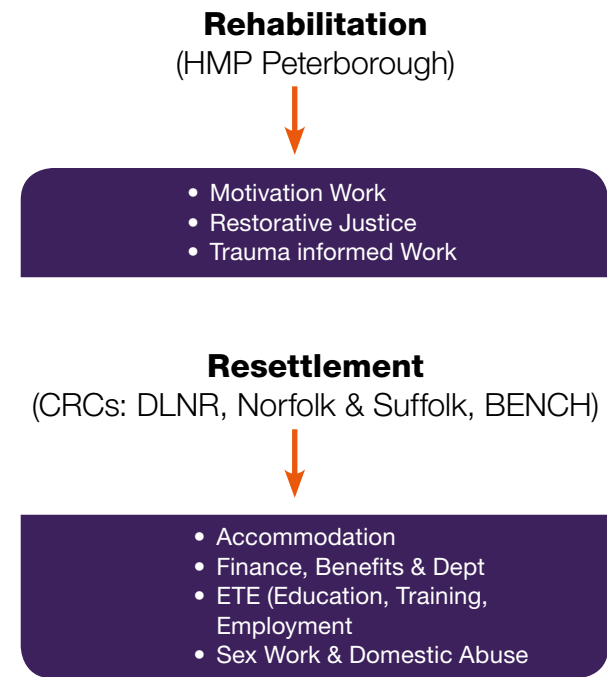 Rehabilitation
(HMP Peterborough)
• Motivation Work
• Restorative Justice
• Trauma informed Work
Resettlement
(CRCs: DLNR, Norfolk & Suffolk, BENCH)
• Accommodation
• Finance, Benefits & Dept
• ETE (Education, Training,
Employment
• Sex Work & Domestic Abuse